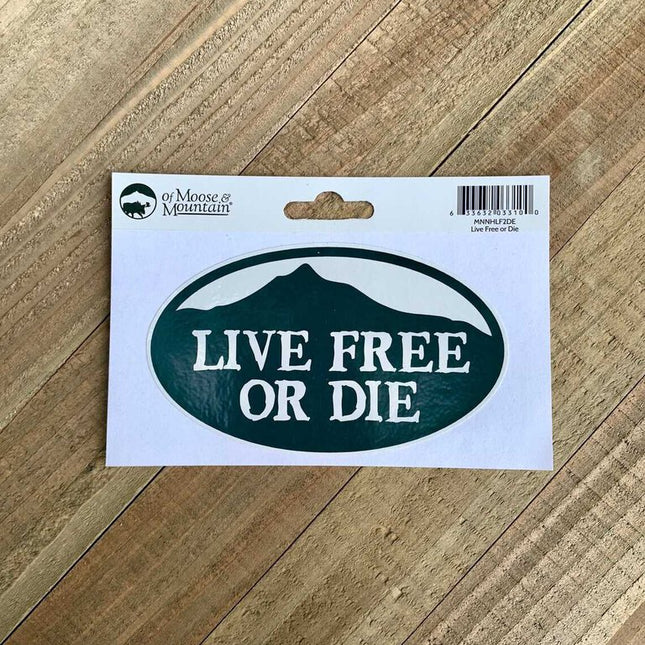 of Moose &
Mountain®
6 33632 03310 0
MNNHLF2DE
Live Free or Die
LIVE FREE
OR DIE